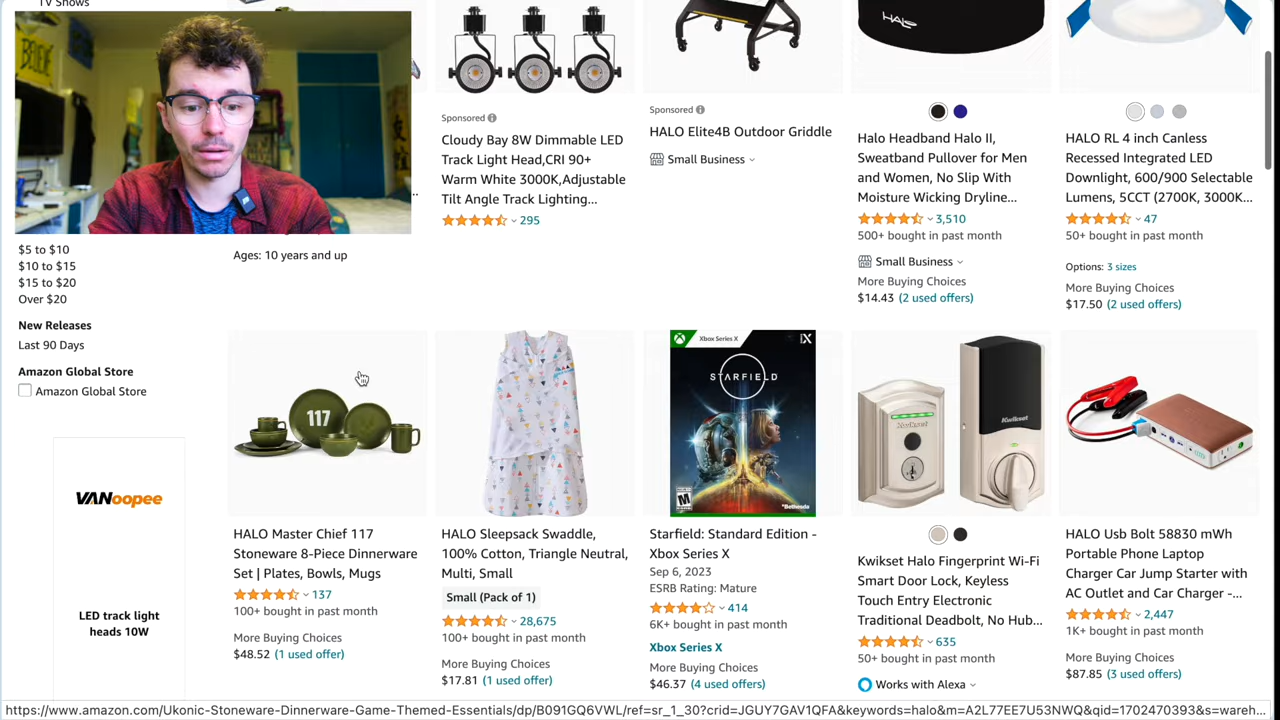 TV Shows
$5 to $10
$10 to $15
$15 to $20
Over $20
New Releases
Last 90 Days
Amazon Global Store
Amazon Global Store
VANoopee
LED track light
heads 10W
Ages: 10 years and up
Sponsored
Cloudy Bay 8W Dimmable LED
Track Light Head,CRI 90+
Warm White 3000K,Adjustable
Tilt Angle Track Lighting...
295
Sponsored
HALO Elite4B Outdoor Griddle
Small Business
HALO
Halo Headband Halo II,
Sweatband Pullover for Men
and Women, No Slip With
Moisture Wicking Dryline...
3,510
500+ bought in past month
Small Business
More Buying Choices
$14.43 (2 used offers)
HALO RL 4 inch Canless
Recessed Integrated LED
Downlight, 600/900 Selectable
Lumens, 5CCT (2700K, 3000K...
47
50+ bought in past month
Options: 3 sizes
More Buying Choices
$17.50 (2 used offers)
117
HALO Master Chief 117
Stoneware 8-Piece Dinnerware
Set | Plates, Bowls, Mugs
137
100+ bought in past month
More Buying Choices
$48.52 (1 used offer)
HALO Sleepsack Swaddle,
100% Cotton, Triangle Neutral,
Multi, Small
Small (Pack of 1)
28,675
100+ bought in past month
More Buying Choices
$17.81 (1 used offer)
Xbox Series X
STARFIELD
Bethesda
Starfield: Standard Edition -
Xbox Series X
Sep 6, 2023
ESRB Rating: Mature
414
6K+ bought in past month
Xbox Series X
More Buying Choices
$46.37 (4 used offers)
Kwikset
Kwikset Halo Fingerprint Wi-Fi
Smart Door Lock, Keyless
Touch Entry Electronic
Traditional Deadbolt, No Hub...
635
50+ bought in past month
Works with Alexa
HALO Usb Bolt 58830 mWh
Portable Phone Laptop
Charger Car Jump Starter with
AC Outlet and Car Charger -...
2,447
1K+ bought in past month
More Buying Choices
$87.85 (3 used offers)
https://www.amazon.com/Ukonic-Stoneware-Dinnerware-Game-Themed-Essentials/dp/B091GQ6VWL/ref=sr_1_30?crid=JGUY7GAV1QFA&keywords=halo&m=A2L77EE7U53NWQ&qid=1702470393&s=wareh...